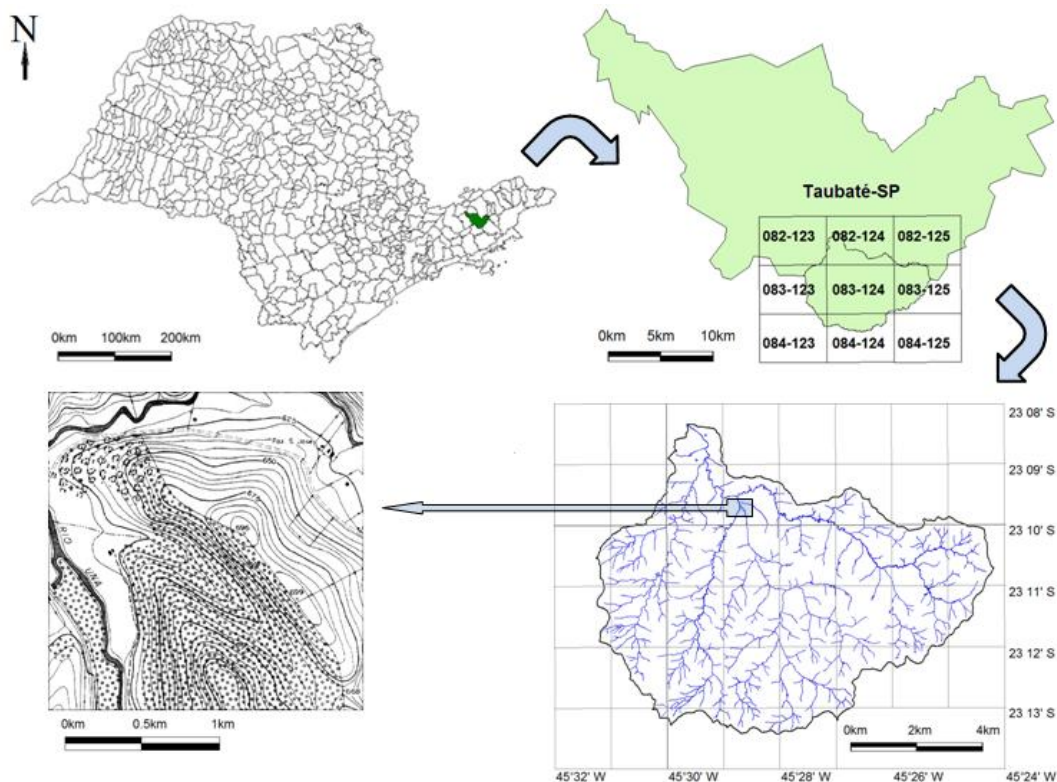 N
0km 100km 200km
Taubaté-SP
082-123 082-124 082-125
083-123 083-124 083-125
084-123 084-124 084-125
0km 5km 10km
RIO
UNA
650
0km 0.5km 1km
23 08' S
23 09' S
23 10' S
23 11' S
23 12' S
23 13' S
0km 2km 4km
45'32' W 45'30' W 45'28' W 45'26' W 45'24' W